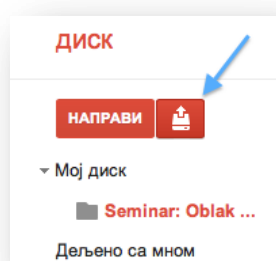 ДИСК
НАПРАВИ
Мој диск
Seminar: Oblak ...
Дељено са мном